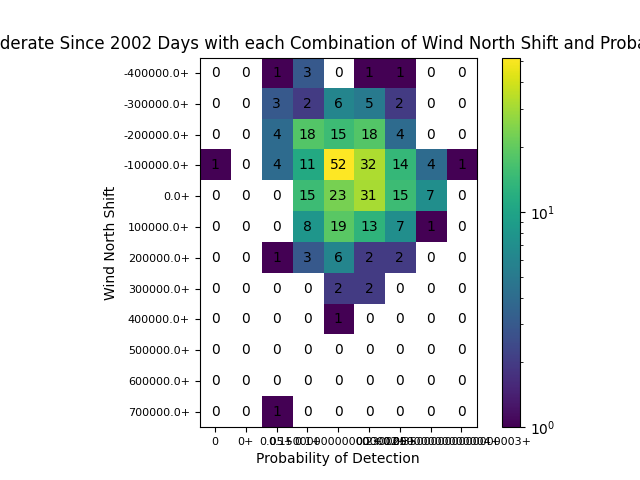 derate Since 2002 Days with each Combination of Wind North Shift and Proba
-400000.0+ 0 0 1 3 0 1 1 0 0
-300000.0+ 0 0 3 2 6 5 2 0 0
-200000.0+ 0 0 4 18 15 18 4 0 0
-100000.0+ 1 0 4 11 52 32 14 4 1
0.0+ 0 0 0 15 23 31 15 7 0
100000.0+ 0 0 0 8 19 13 7 1 0
200000.0+ 0 0 1 3 6 2 2 0 0
300000.0+ 0 0 0 0 2 2 0 0 0
400000.0+ 0 0 0 0 1 0 0 0 0
500000.0+ 0 0 0 0 0 0 0 0 0
600000.0+ 0 0 0 0 0 0 0 0 0
700000.0+ 0 0 1 0 0 0 0 0 0
0 0+
Wind North Shift
Probability of Detection
10¹
10⁰